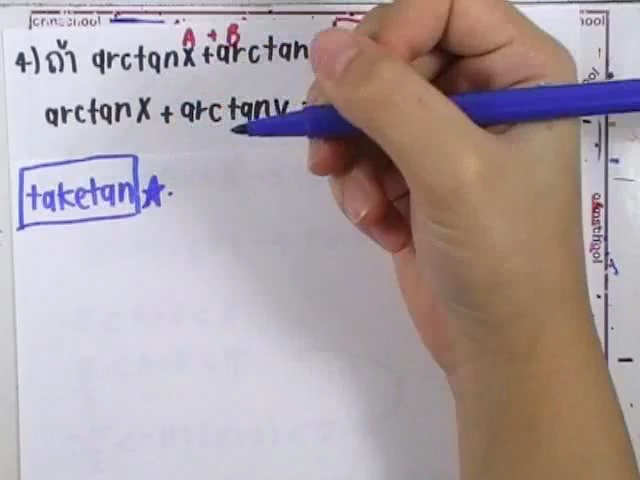 A + B
4) ถ้า arctanx + arctan
arctanx + arctany
taketan